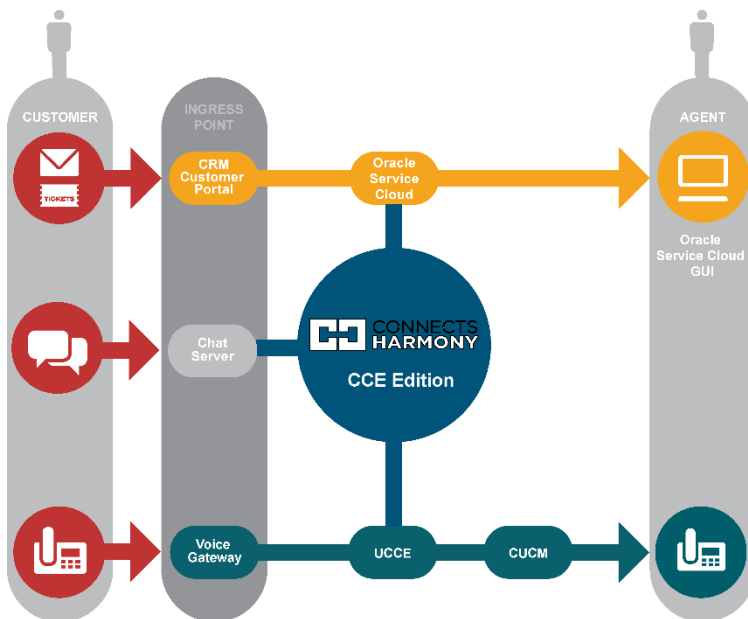 CUSTOMER
INGRESS
POINT
AGENT
TICKETS
CRM
Customer
Portal
Oracle
Service
Cloud
Oracle
Service Cloud
GUI
Chat
Server
CONNECTS
HARMONY
CCE Edition
Voice
Gateway
UCCE
CUCM